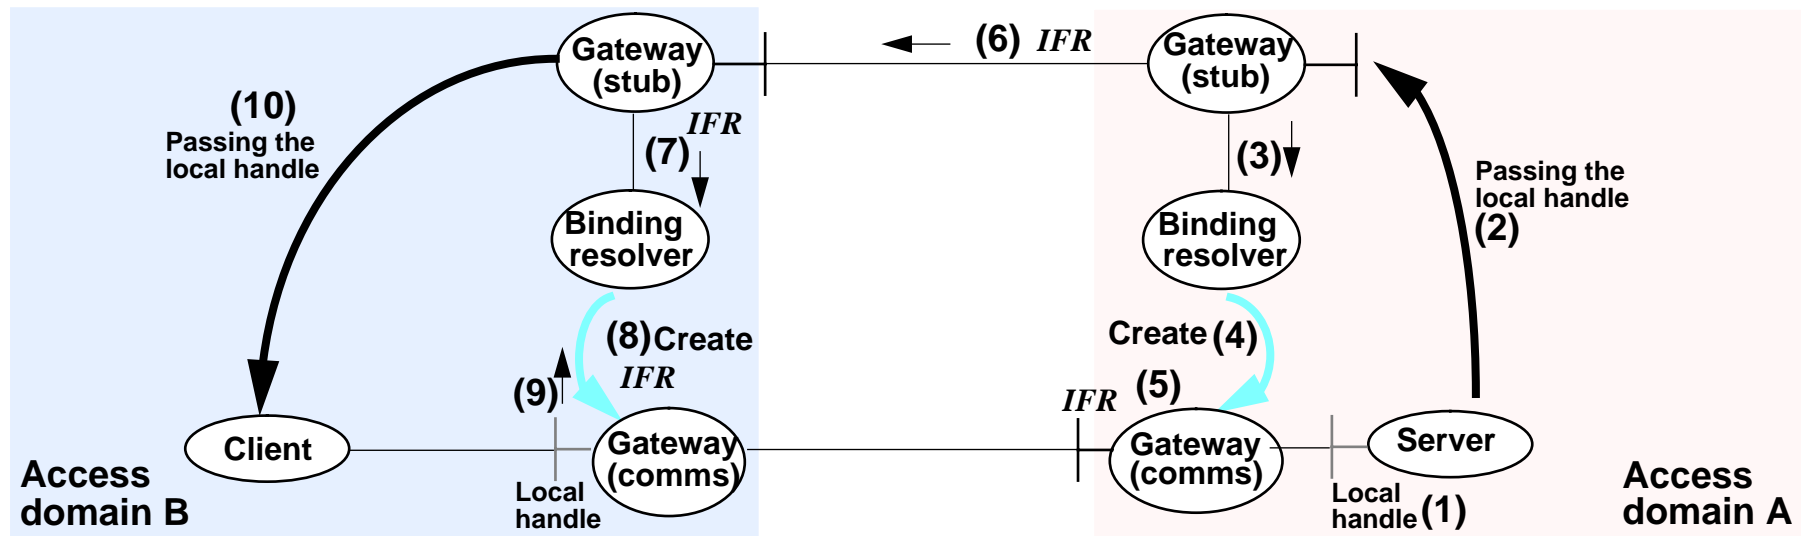 Gateway
(stub)
(6) IFR
Gateway
(stub)
(10)
Passing the
local handle
IFR
(7)
(3)
Passing the
local handle
(2)
Binding
resolver
Binding
resolver
(8) Create
IFR
Create (4)
(9)
(5)
IFR
Client
Gateway
(comms)
Gateway
(comms)
Server
Local
handle
Local
handle (1)
Access
domain B
Access
domain A